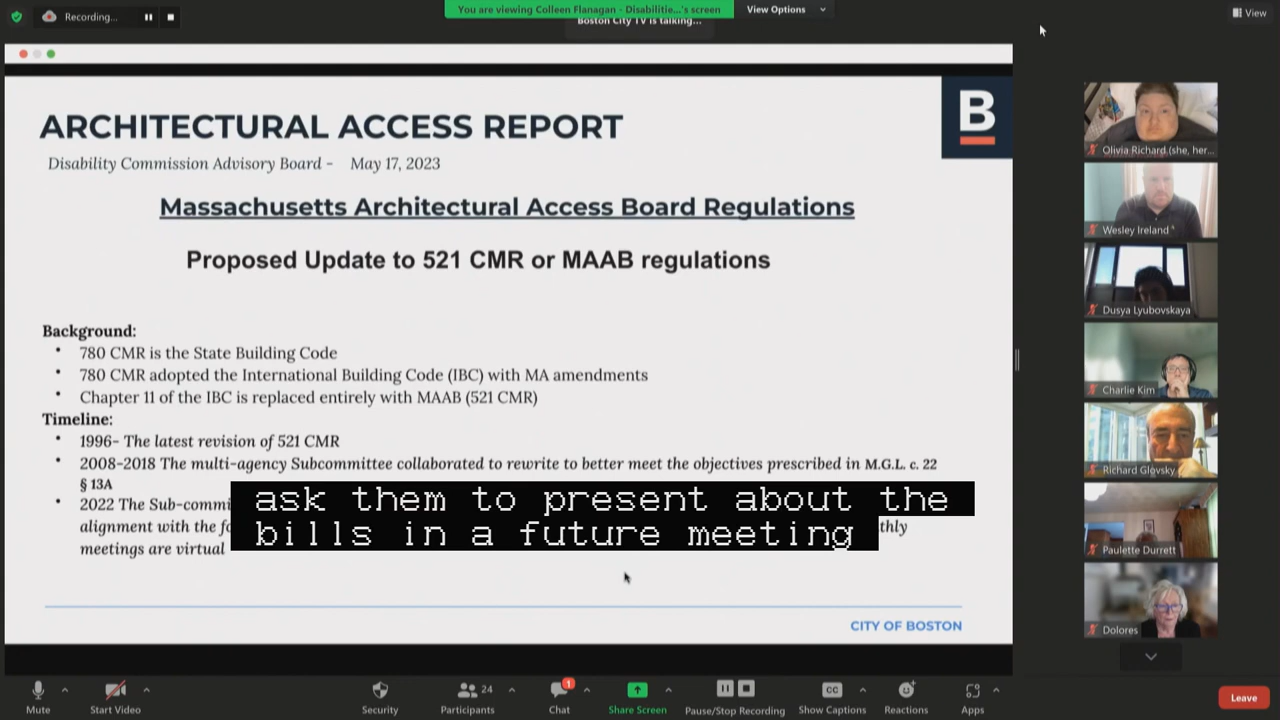 Recording...
You are viewing Colleen Flanagan - Disabilitie...'s screen
View Options
Boston City TV is talking...
View
ARCHITECTURAL ACCESS REPORT
B
Disability Commission Advisory Board - May 17, 2023
Massachusetts Architectural Access Board Regulations
Proposed Update to 521 CMR or MAAB regulations
Background:
• 780 CMR is the State Building Code
• 780 CMR adopted the International Building Code (IBC) with MA amendments
• Chapter 11 of the IBC is replaced entirely with MAAB (521 CMR)
Timeline:
• 1996- The latest revision of 521 CMR
• 2008-2018 The multi-agency Subcommittee collaborated to rewrite to better meet the objectives prescribed in M.G.L. c. 22
§ 13A
• 2022 The Sub-commi
alignment with the fo
thly
meetings are virtual
ask them to present about the
bills in a future meeting
CITY OF BOSTON
Olivia Richard (she, her...
Wesley Ireland
Dusya Lyubovskaya
Charlie Kim
Richard Glovsky
Paulette Durrett
Dolores
Mute
Start Video
Security
Participants
24
Chat
1
Share Screen
Pause/Stop Recording
CC
Show Captions
Reactions
Apps
Leave